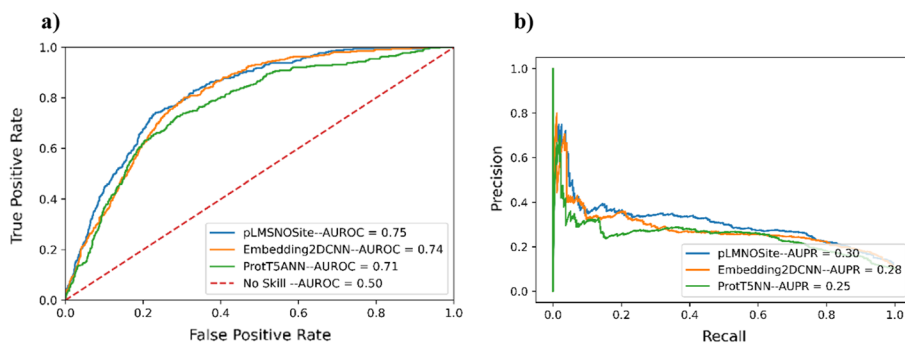 a)
True Positive Rate
1.0
0.8
0.6
0.4
0.2
0.0
pLMSNOSite--AUROC = 0.75
Embedding2DCNN--AUROC = 0.74
ProtT5ANN--AUROC = 0.71
No Skill --AUROC = 0.50
0.0 0.2 0.4 0.6 0.8 1.0
False Positive Rate
b)
Precision
1.0
0.8
0.6
0.4
0.2
0.0
pLMNOSite--AUPR = 0.30
Embedding2DCNN--AUPR = 0.28
ProtT5NN--AUPR = 0.25
0.0 0.2 0.4 0.6 0.8 1.0
Recall